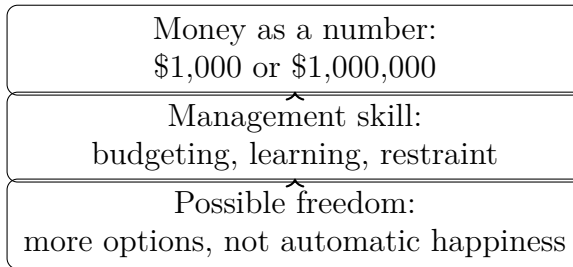 Money as a number:
$1,000 or $1,000,000
Management skill:
budgeting, learning, restraint
Possible freedom:
more options, not automatic happiness